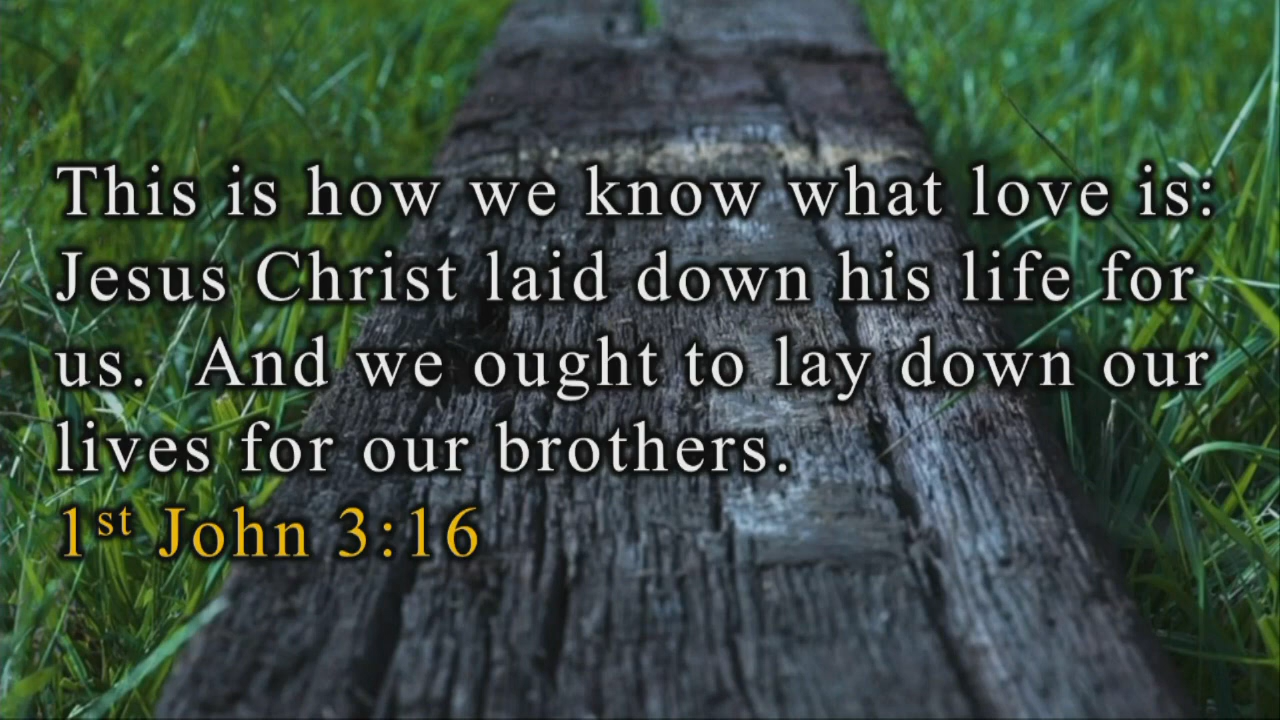 This is how we know what love is:
Jesus Christ laid down his life for
us.  And we ought to lay down our
lives for our brothers.
1st John 3:16